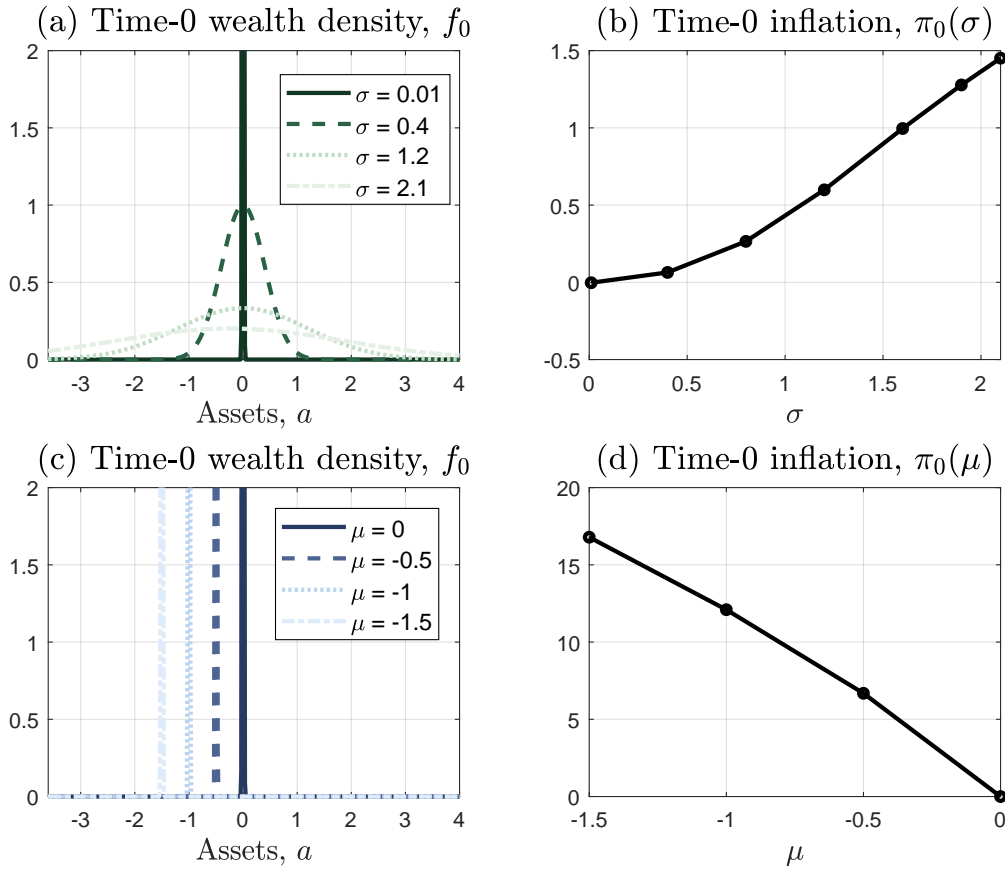 (a) Time-0 wealth density, f₀
2
1.5
1
0.5
0
σ = 0.01
σ = 0.4
σ = 1.2
σ = 2.1
-3 -2 -1 0 1 2 3 4
Assets, a
(b) Time-0 inflation, π₀(σ)
1.5
1
0.5
0
-0.5
0 0.5 1 1.5 2
σ
(c) Time-0 wealth density, f₀
2
1.5
1
0.5
0
μ = 0
μ = -0.5
μ = -1
μ = -1.5
-3 -2 -1 0 1 2 3 4
Assets, a
(d) Time-0 inflation, π₀(μ)
20
15
10
5
0
-1.5 -1 -0.5 0
μ